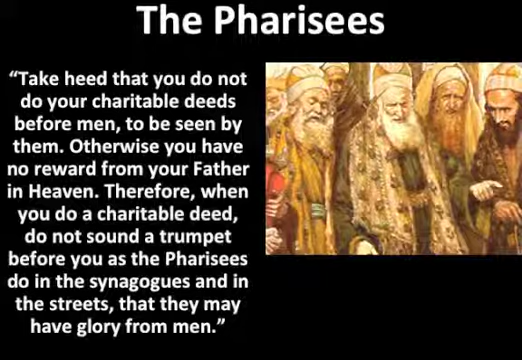 The Pharisees
“Take heed that you do not
do your charitable deeds
before men, to be seen by
them. Otherwise you have
no reward from your Father
in Heaven. Therefore, when
you do a charitable deed,
do not sound a trumpet
before you as the Pharisees
do in the synagogues and in
the streets, that they may
have glory from men.”